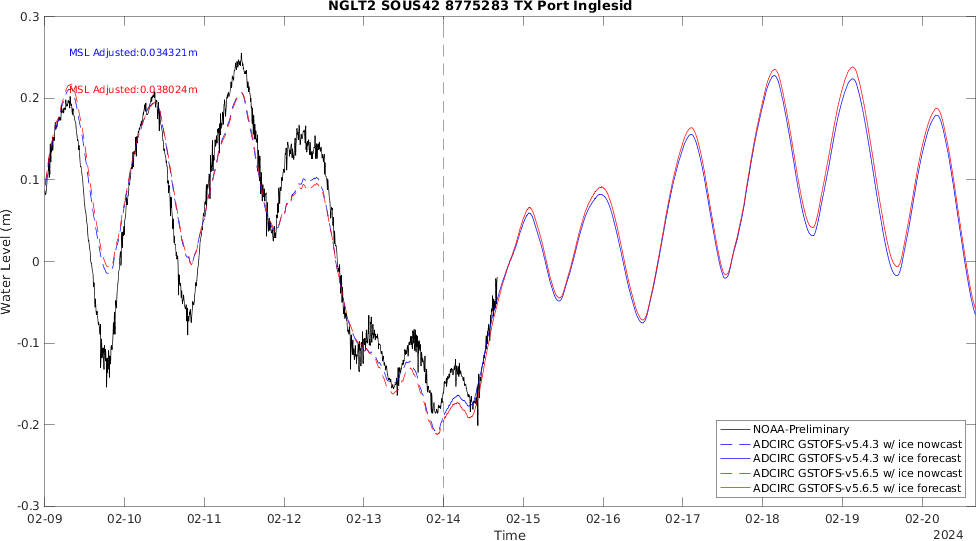 NGLT2 SOUS42 8775283 TX Port Inglesid
MSL Adjusted:0.034321m
MSL Adjusted:0.038024m
Water Level (m)
0.3
0.2
0.1
0
-0.1
-0.2
-0.3
NOAA-Preliminary
ADCIRC GSTOFS-v5.4.3 w/ ice nowcast
ADCIRC GSTOFS-v5.4.3 w/ ice forecast
ADCIRC GSTOFS-v5.6.5 w/ ice nowcast
ADCIRC GSTOFS-v5.6.5 w/ ice forecast
02-09 02-10 02-11 02-12 02-13 02-14 02-15 02-16 02-17 02-18 02-19 02-20
2024
Time